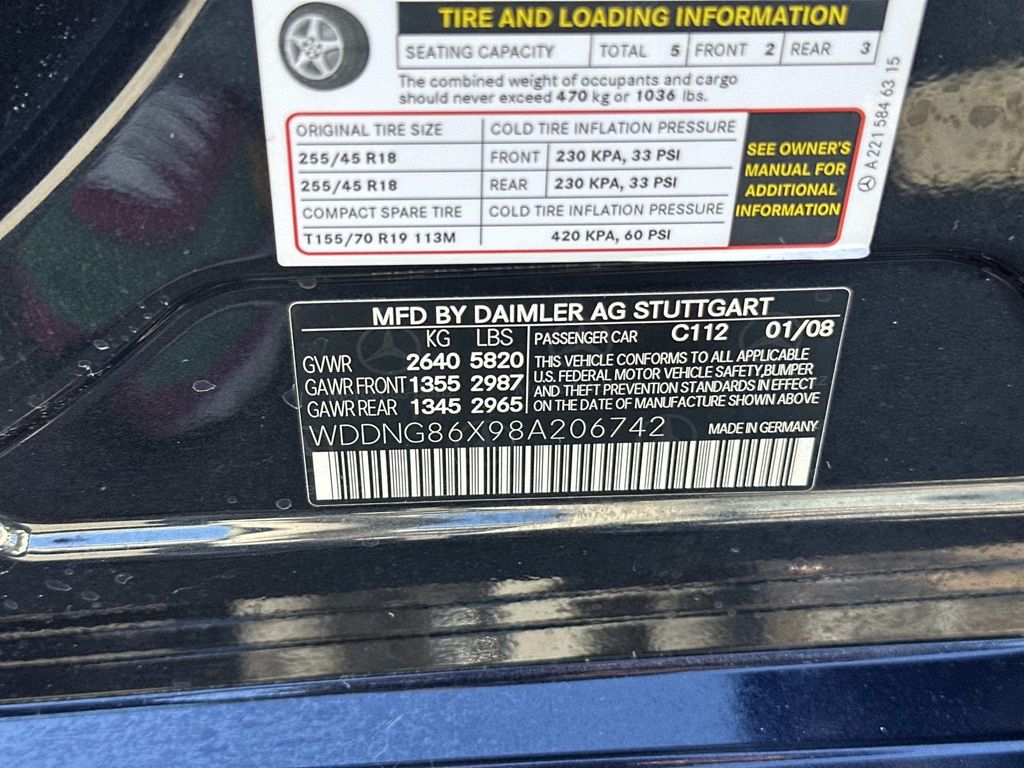 TIRE AND LOADING INFORMATION
SEATING CAPACITY TOTAL 5 FRONT 2 REAR 3
The combined weight of occupants and cargo
should never exceed 470 kg or 1036 lbs.
ORIGINAL TIRE SIZE COLD TIRE INFLATION PRESSURE
255/45 R18 FRONT 230 KPA, 33 PSI
255/45 R18 REAR 230 KPA, 33 PSI
COMPACT SPARE TIRE COLD TIRE INFLATION PRESSURE
T155/70 R19 113M 420 KPA, 60 PSI
SEE OWNER'S
MANUAL FOR
ADDITIONAL
INFORMATION
A 221 584 63 15
MFD BY DAIMLER AG STUTTGART
KG LBS
GVWR 2640 5820
GAWR FRONT 1355 2987
GAWR REAR 1345 2965
PASSENGER CAR C112 01/08
THIS VEHICLE CONFORMS TO ALL APPLICABLE
U.S. FEDERAL MOTOR VEHICLE SAFETY,BUMPER
AND THEFT PREVENTION STANDARDS IN EFFECT
ON THE DATE OF MANUFACTURE SHOWN ABOVE
WDDNG86X98A206742 MADE IN GERMANY